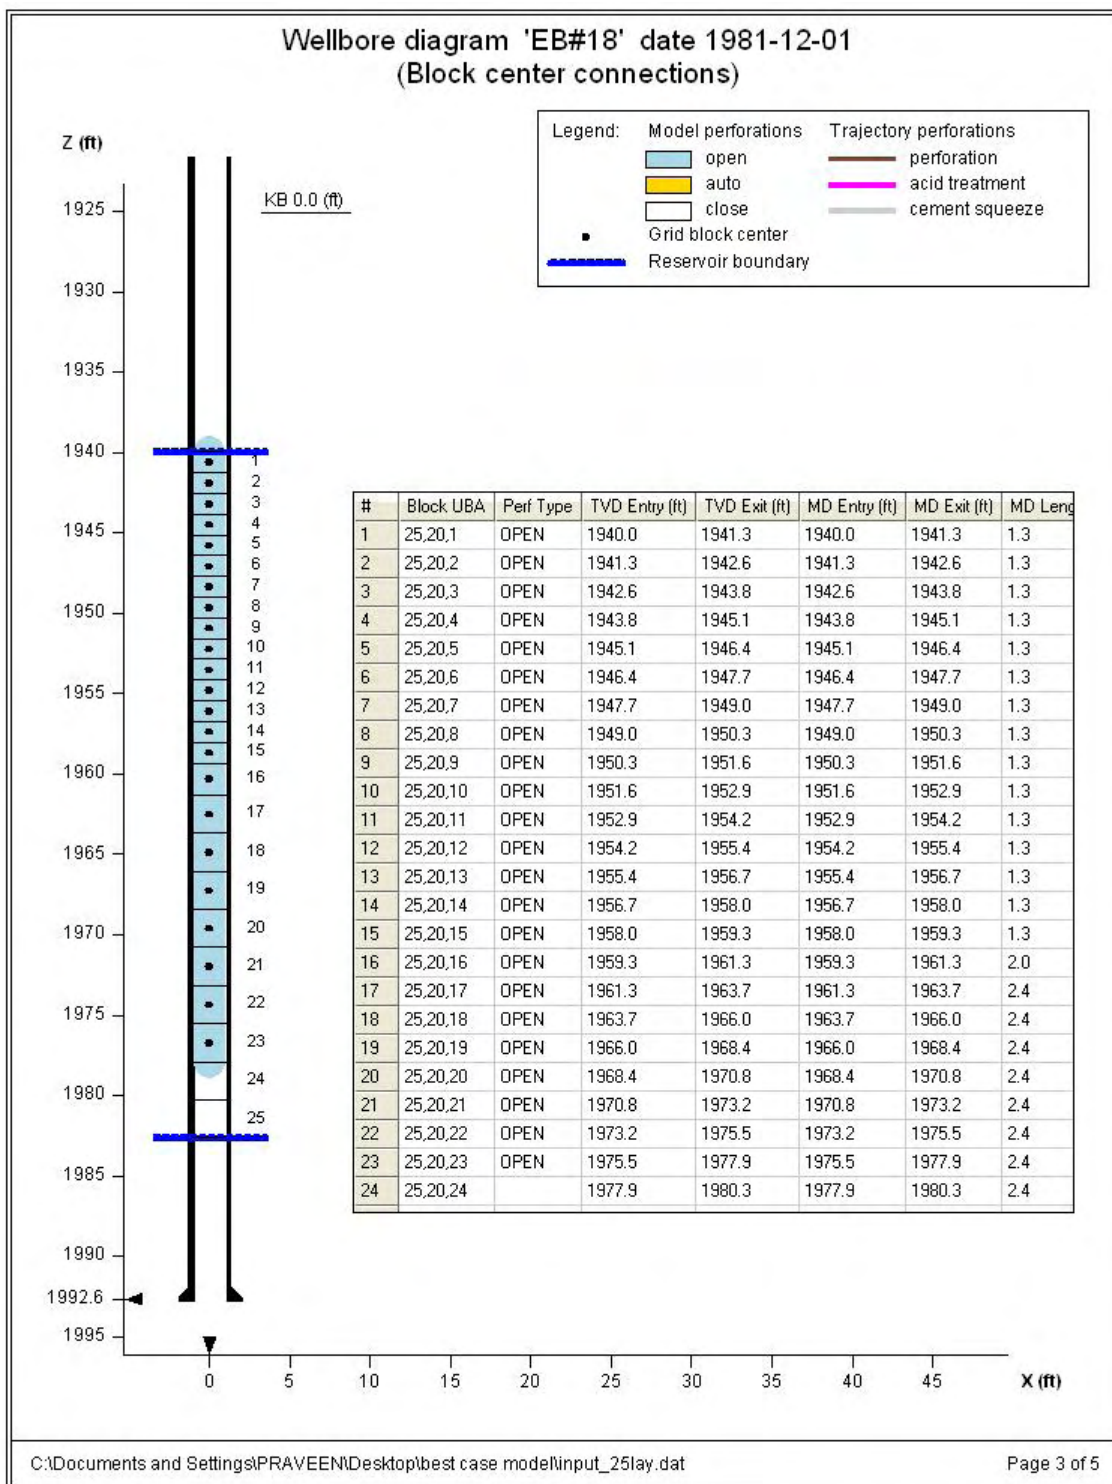 Wellbore diagram 'EB#18' date 1981-12-01
(Block center connections)
Legend: Model perforations Trajectory perforations
open perforation
auto acid treatment
close cement squeeze
Grid block center
Reservoir boundary
Z (ft)
KB 0.0 (ft)
1925
1930
1935
1940
1945
1950
1955
1960
1965
1970
1975
1980
1985
1990
1992.6
1995
1
2
3
4
5
6
7
8
9
10
11
12
13
14
15
16
17
18
19
20
21
22
23
24
25
# Block UBA Perf Type TVD Entry (ft) TVD Exit (ft) MD Entry (ft) MD Exit (ft) MD Leng
1 25,20,1 OPEN 1940.0 1941.3 1940.0 1941.3 1.3
2 25,20,2 OPEN 1941.3 1942.6 1941.3 1942.6 1.3
3 25,20,3 OPEN 1942.6 1943.8 1942.6 1943.8 1.3
4 25,20,4 OPEN 1943.8 1945.1 1943.8 1945.1 1.3
5 25,20,5 OPEN 1945.1 1946.4 1945.1 1946.4 1.3
6 25,20,6 OPEN 1946.4 1947.7 1946.4 1947.7 1.3
7 25,20,7 OPEN 1947.7 1949.0 1947.7 1949.0 1.3
8 25,20,8 OPEN 1949.0 1950.3 1949.0 1950.3 1.3
9 25,20,9 OPEN 1950.3 1951.6 1950.3 1951.6 1.3
10 25,20,10 OPEN 1951.6 1952.9 1951.6 1952.9 1.3
11 25,20,11 OPEN 1952.9 1954.2 1952.9 1954.2 1.3
12 25,20,12 OPEN 1954.2 1955.4 1954.2 1955.4 1.3
13 25,20,13 OPEN 1955.4 1956.7 1955.4 1956.7 1.3
14 25,20,14 OPEN 1956.7 1958.0 1956.7 1958.0 1.3
15 25,20,15 OPEN 1958.0 1959.3 1958.0 1959.3 1.3
16 25,20,16 OPEN 1959.3 1961.3 1959.3 1961.3 2.0
17 25,20,17 OPEN 1961.3 1963.7 1961.3 1963.7 2.4
18 25,20,18 OPEN 1963.7 1966.0 1963.7 1966.0 2.4
19 25,20,19 OPEN 1966.0 1968.4 1966.0 1968.4 2.4
20 25,20,20 OPEN 1968.4 1970.8 1968.4 1970.8 2.4
21 25,20,21 OPEN 1970.8 1973.2 1970.8 1973.2 2.4
22 25,20,22 OPEN 1973.2 1975.5 1973.2 1975.5 2.4
23 25,20,23 OPEN 1975.5 1977.9 1975.5 1977.9 2.4
24 25,20,24 1977.9 1980.3 1977.9 1980.3 2.4
0 5 10 15 20 25 30 35 40 45 X (ft)
C:\Documents and Settings\PRAVEEN\Desktop\best case model\input_25lay.dat Page 3 of 5